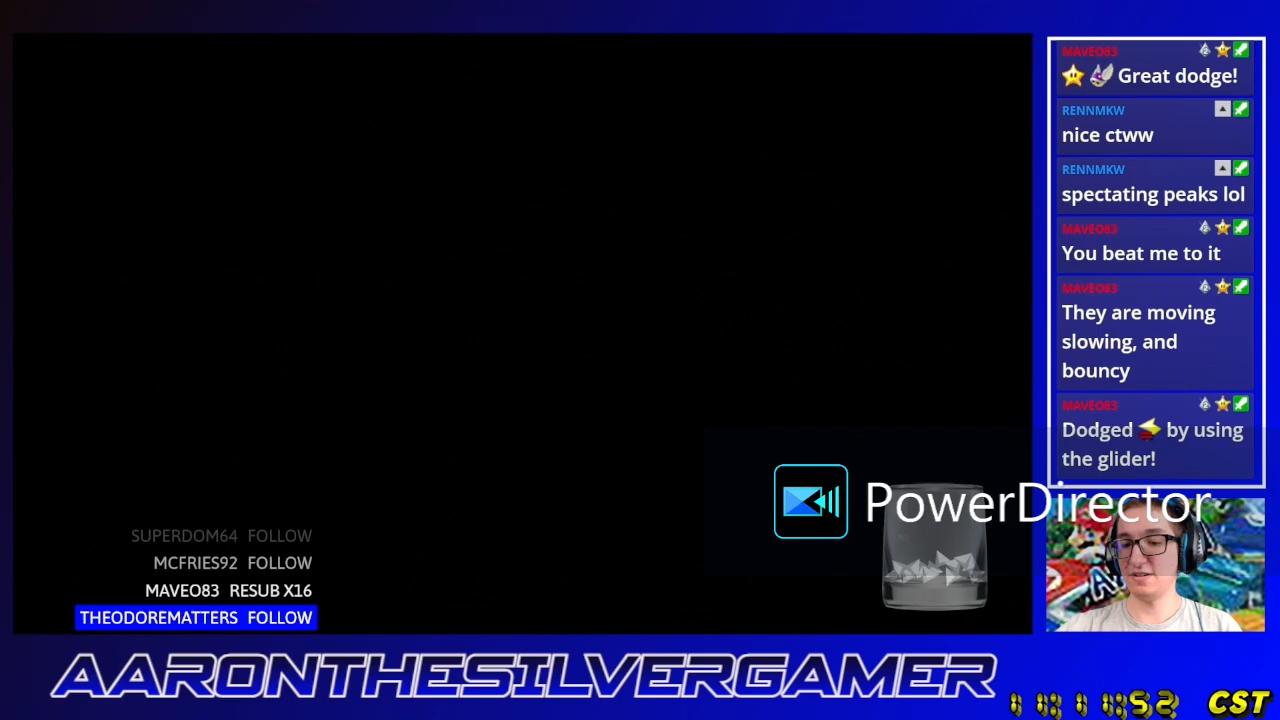 MAVEO83
Great dodge!
RENNMKW
nice ctww
RENNMKW
spectating peaks lol
MAVEO83
You beat me to it
MAVEO83
They are moving
slowing, and
bouncy
MAVEO83
Dodged by using
the glider!
PowerDirector
SUPERDOM64 FOLLOW
MCFRIES92 FOLLOW
MAVEO83 RESUB X16
THEODOREMATTERS FOLLOW
AARONTHESILVERGAMER
CST